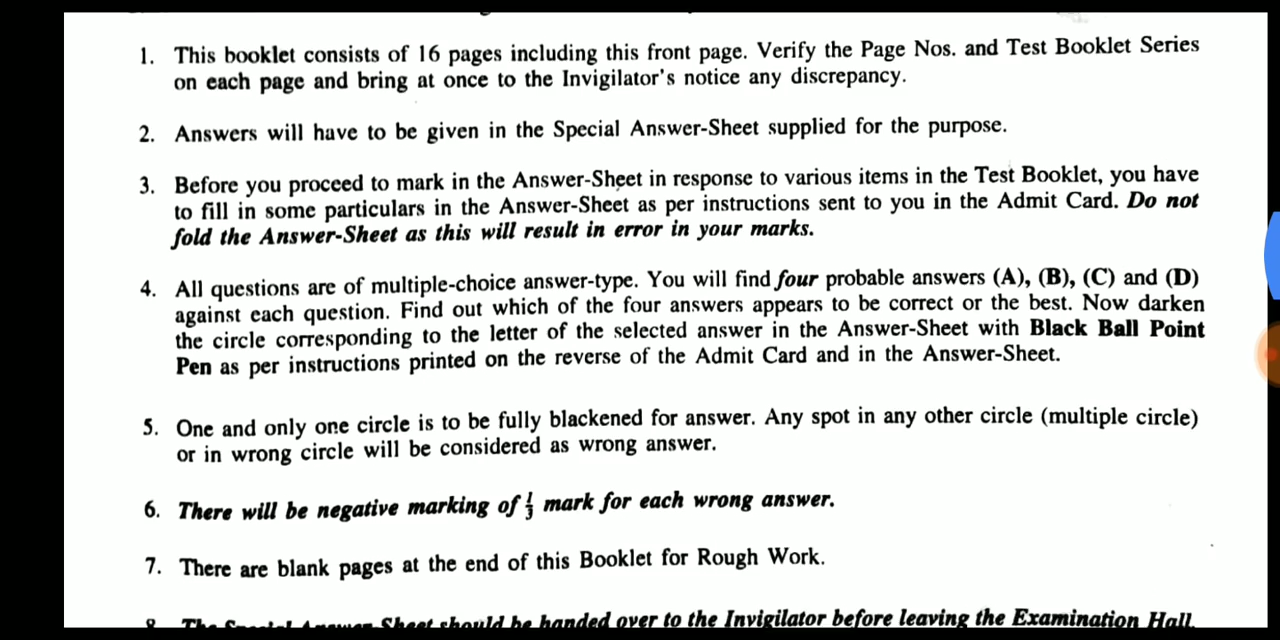 1. This booklet consists of 16 pages including this front page. Verify the Page Nos. and Test Booklet Series
on each page and bring at once to the Invigilator's notice any discrepancy.
2. Answers will have to be given in the Special Answer-Sheet supplied for the purpose.
3. Before you proceed to mark in the Answer-Sheet in response to various items in the Test Booklet, you have
to fill in some particulars in the Answer-Sheet as per instructions sent to you in the Admit Card. Do not
fold the Answer-Sheet as this will result in error in your marks.
4. All questions are of multiple-choice answer-type. You will find four probable answers (A), (B), (C) and (D)
against each question. Find out which of the four answers appears to be correct or the best. Now darken
the circle corresponding to the letter of the selected answer in the Answer-Sheet with Black Ball Point
Pen as per instructions printed on the reverse of the Admit Card and in the Answer-Sheet.
5. One and only one circle is to be fully blackened for answer. Any spot in any other circle (multiple circle)
or in wrong circle will be considered as wrong answer.
6. There will be negative marking of 1/3 mark for each wrong answer.
7. There are blank pages at the end of this Booklet for Rough Work.
8. The Special Answer Sheet should be handed over to the Invigilator before leaving the Examination Hall.